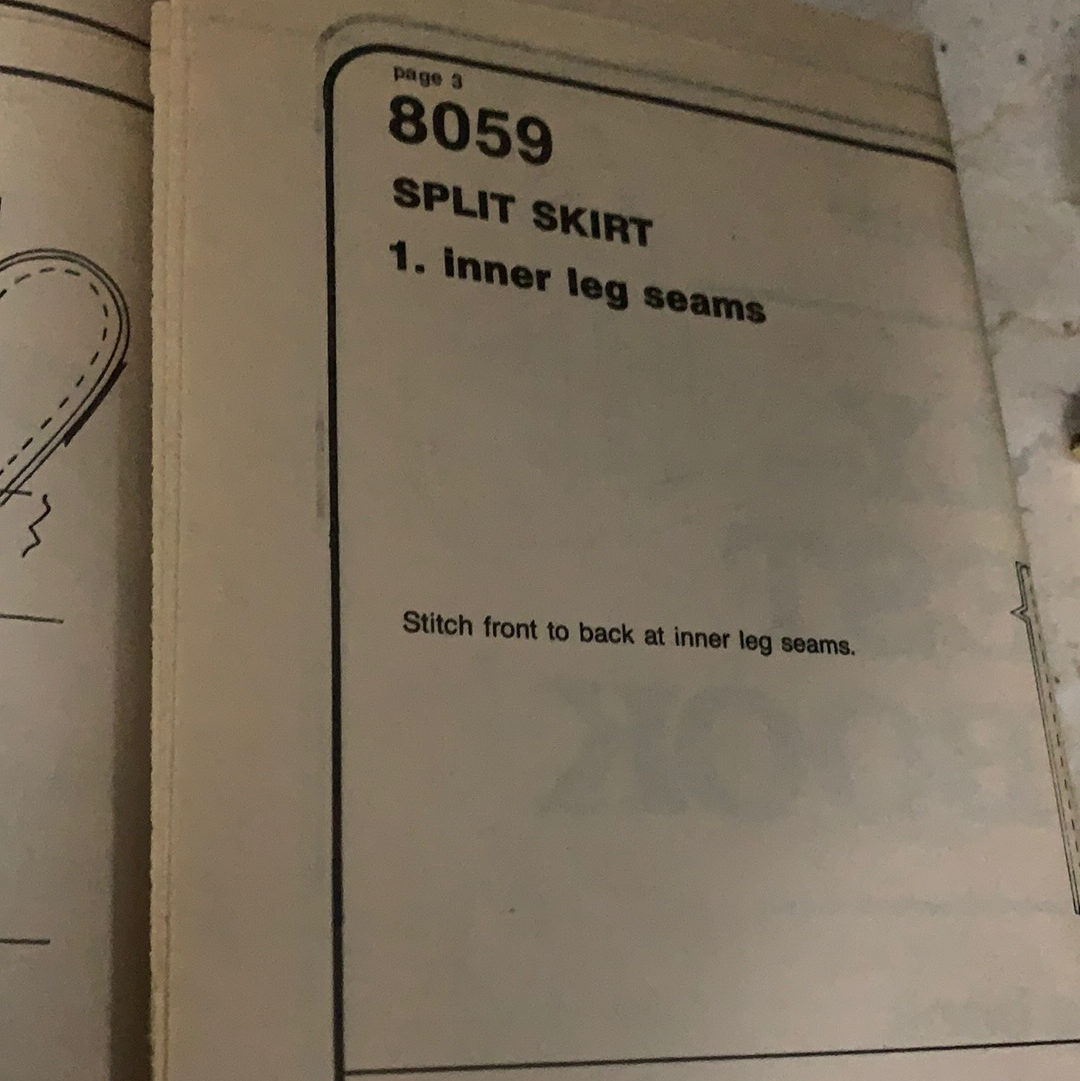 page 3
8059
SPLIT SKIRT
1. inner leg seams
Stitch front to back at inner leg seams.